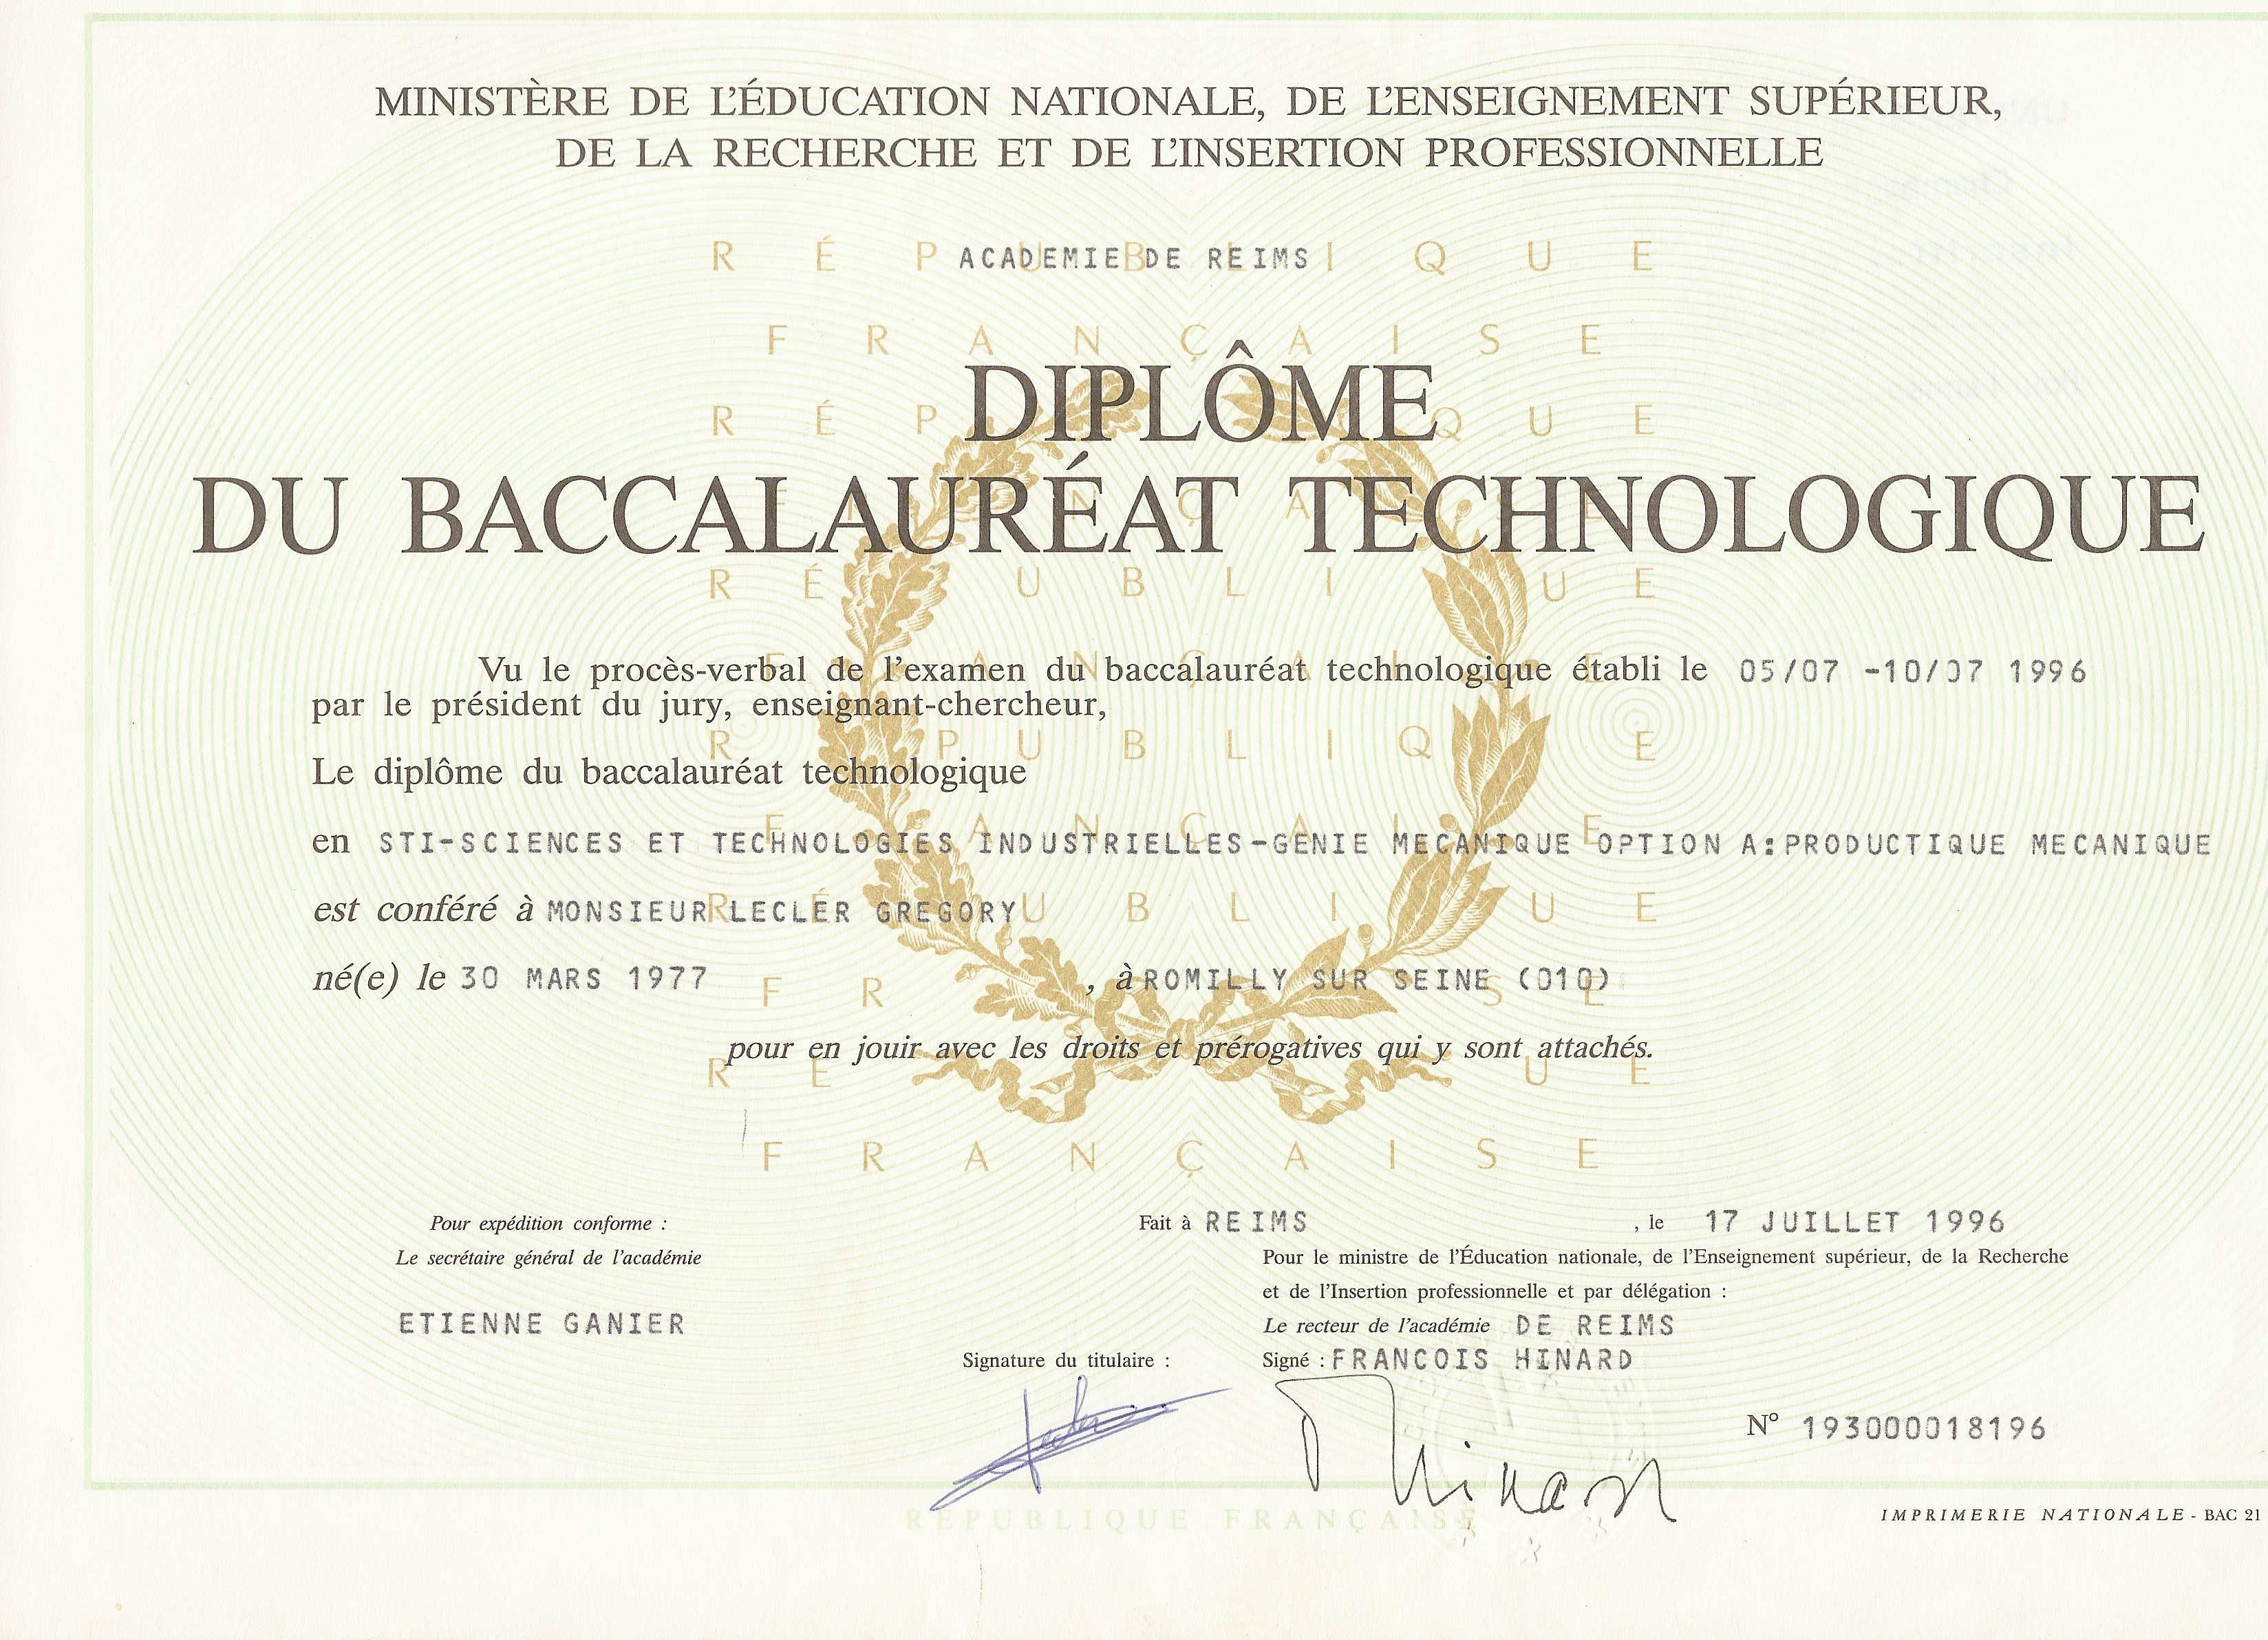 MINISTÈRE DE L'ÉDUCATION NATIONALE, DE L'ENSEIGNEMENT SUPÉRIEUR,
DE LA RECHERCHE ET DE L'INSERTION PROFESSIONNELLE
ACADEMIE DE REIMS
DIPLÔME
DU BACCALAURÉAT TECHNOLOGIQUE
Vu le procès-verbal de l'examen du baccalauréat technologique établi le 05/07 -10/07 1996
par le président du jury, enseignant-chercheur,
Le diplôme du baccalauréat technologique
en STI-SCIENCES ET TECHNOLOGIES INDUSTRIELLES-GENIE MECANIQUE OPTION A:PRODUCTIQUE MECANIQUE
est conféré à MONSIEUR LECLER GREGORY
né(e) le 30 MARS 1977 , à ROMILLY SUR SEINE (010)
pour en jouir avec les droits et prérogatives qui y sont attachés.
RÉPUBLIQUE
FRANÇAISE
Pour expédition conforme :
Le secrétaire général de l'académie
ETIENNE GANIER
Fait à REIMS , le 17 JUILLET 1996
Pour le ministre de l'Éducation nationale, de l'Enseignement supérieur, de la Recherche
et de l'Insertion professionnelle et par délégation :
Le recteur de l'académie DE REIMS
Signature du titulaire :
Signé : FRANCOIS HINARD
N° 193000018196
RÉPUBLIQUE FRANÇAISE
IMPRIMERIE NATIONALE - BAC 21